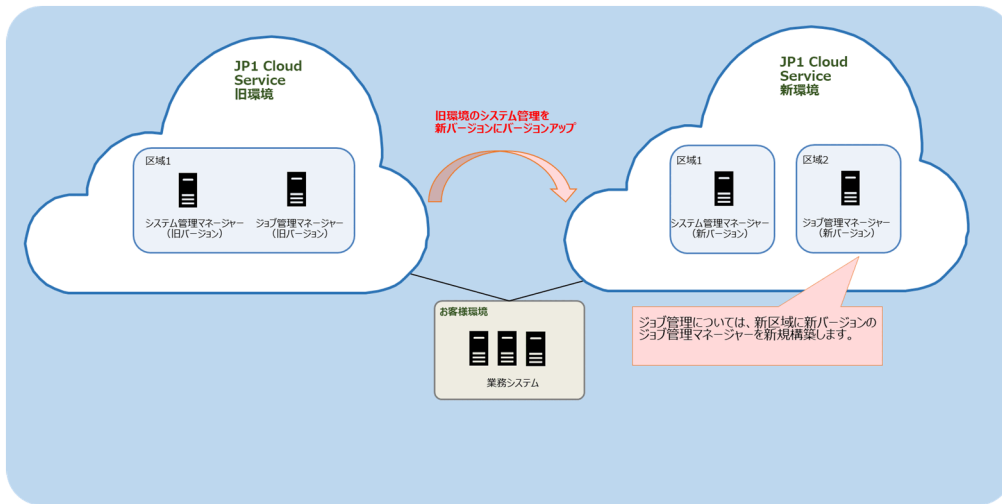 JP1 Cloud
Service
旧環境
区域1
システム管理マネージャー
(旧バージョン)
ジョブ管理マネージャー
(旧バージョン)
旧環境のシステム管理を
新バージョンにバージョンアップ
JP1 Cloud
Service
新環境
区域1
システム管理マネージャー
(新バージョン)
区域2
ジョブ管理マネージャー
(新バージョン)
ジョブ管理については、新区域に新バージョンの
ジョブ管理マネージャーを新規構築します。
お客様環境
業務システム